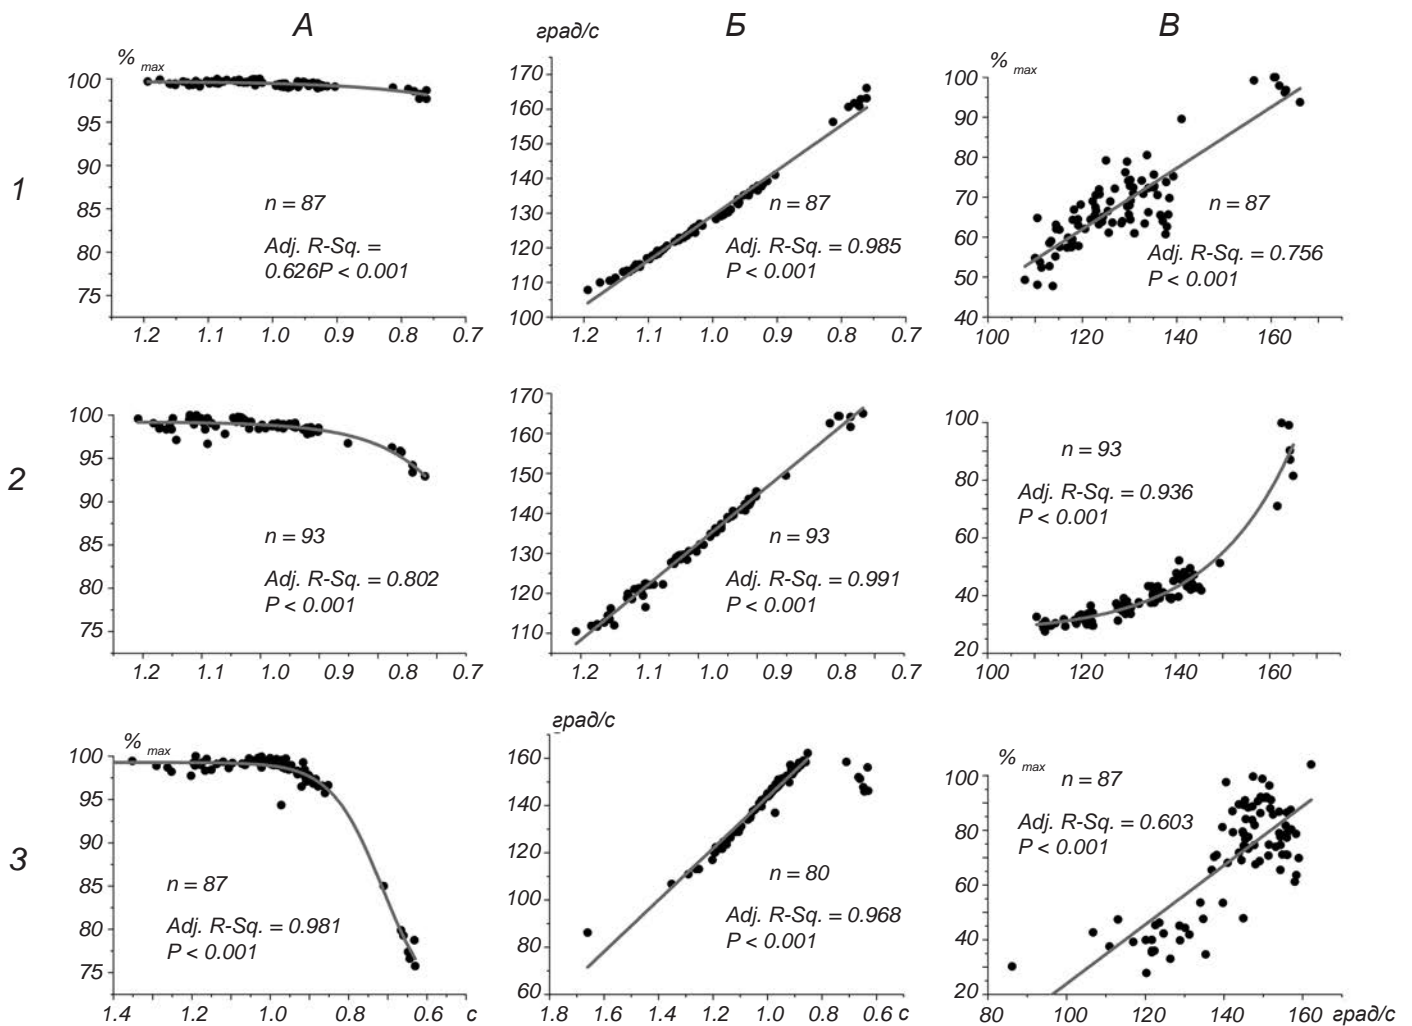 А Б В
1
% max
100
95
90
85
80
75
n = 87
Adj. R-Sq. =
0.626P < 0.001
1.2 1.1 1.0 0.9 0.8 0.7
град/с
170
160
150
140
130
120
110
100
n = 87
Adj. R-Sq. = 0.985
P < 0.001
1.2 1.1 1.0 0.9 0.8 0.7
% max
100
90
80
70
60
50
40
n = 87
Adj. R-Sq. = 0.756
P < 0.001
100 120 140 160
2
100
95
90
85
80
75
n = 93
Adj. R-Sq. = 0.802
P < 0.001
1.2 1.1 1.0 0.9 0.8 0.7
170
160
150
140
130
120
110
n = 93
Adj. R-Sq. = 0.991
P < 0.001
1.2 1.1 1.0 0.9 0.8 0.7
100
80
60
40
20
n = 93
Adj. R-Sq. = 0.936
P < 0.001
100 120 140 160
3
% max
100
95
90
85
80
75
n = 87
Adj. R-Sq. = 0.981
P < 0.001
1.4 1.2 1.0 0.8 0.6 с
град/с
160
140
120
100
80
60
n = 80
Adj. R-Sq. = 0.968
P < 0.001
1.8 1.6 1.4 1.2 1.0 0.8 0.6 с
% max
100
80
60
40
20
n = 87
Adj. R-Sq. = 0.603
P < 0.001
80 100 120 140 160 град/с